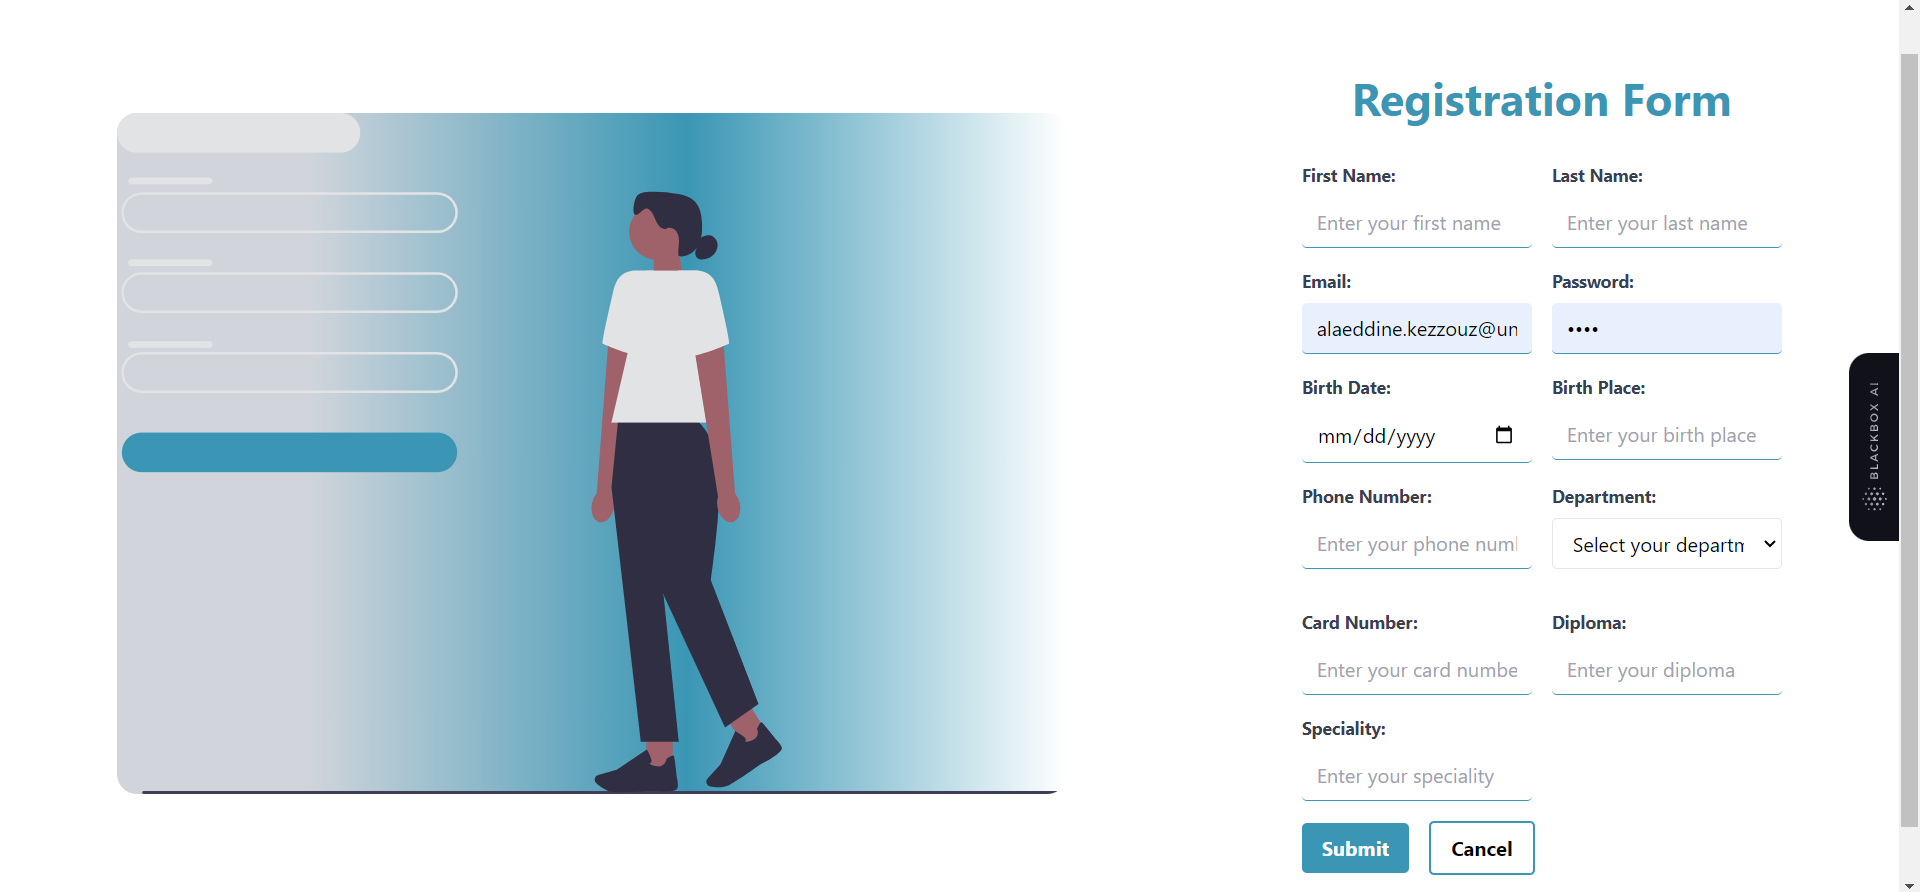 Registration Form
First Name: Last Name:
Enter your first name Enter your last name
Email: Password:
alaeddine.kezzouz@un ••••
Birth Date: Birth Place:
mm/dd/yyyy Enter your birth place
Phone Number: Department:
Enter your phone numl Select your departm
Card Number: Diploma:
Enter your card numbe Enter your diploma
Speciality:
Enter your speciality
Submit Cancel
BLACKBOX AI